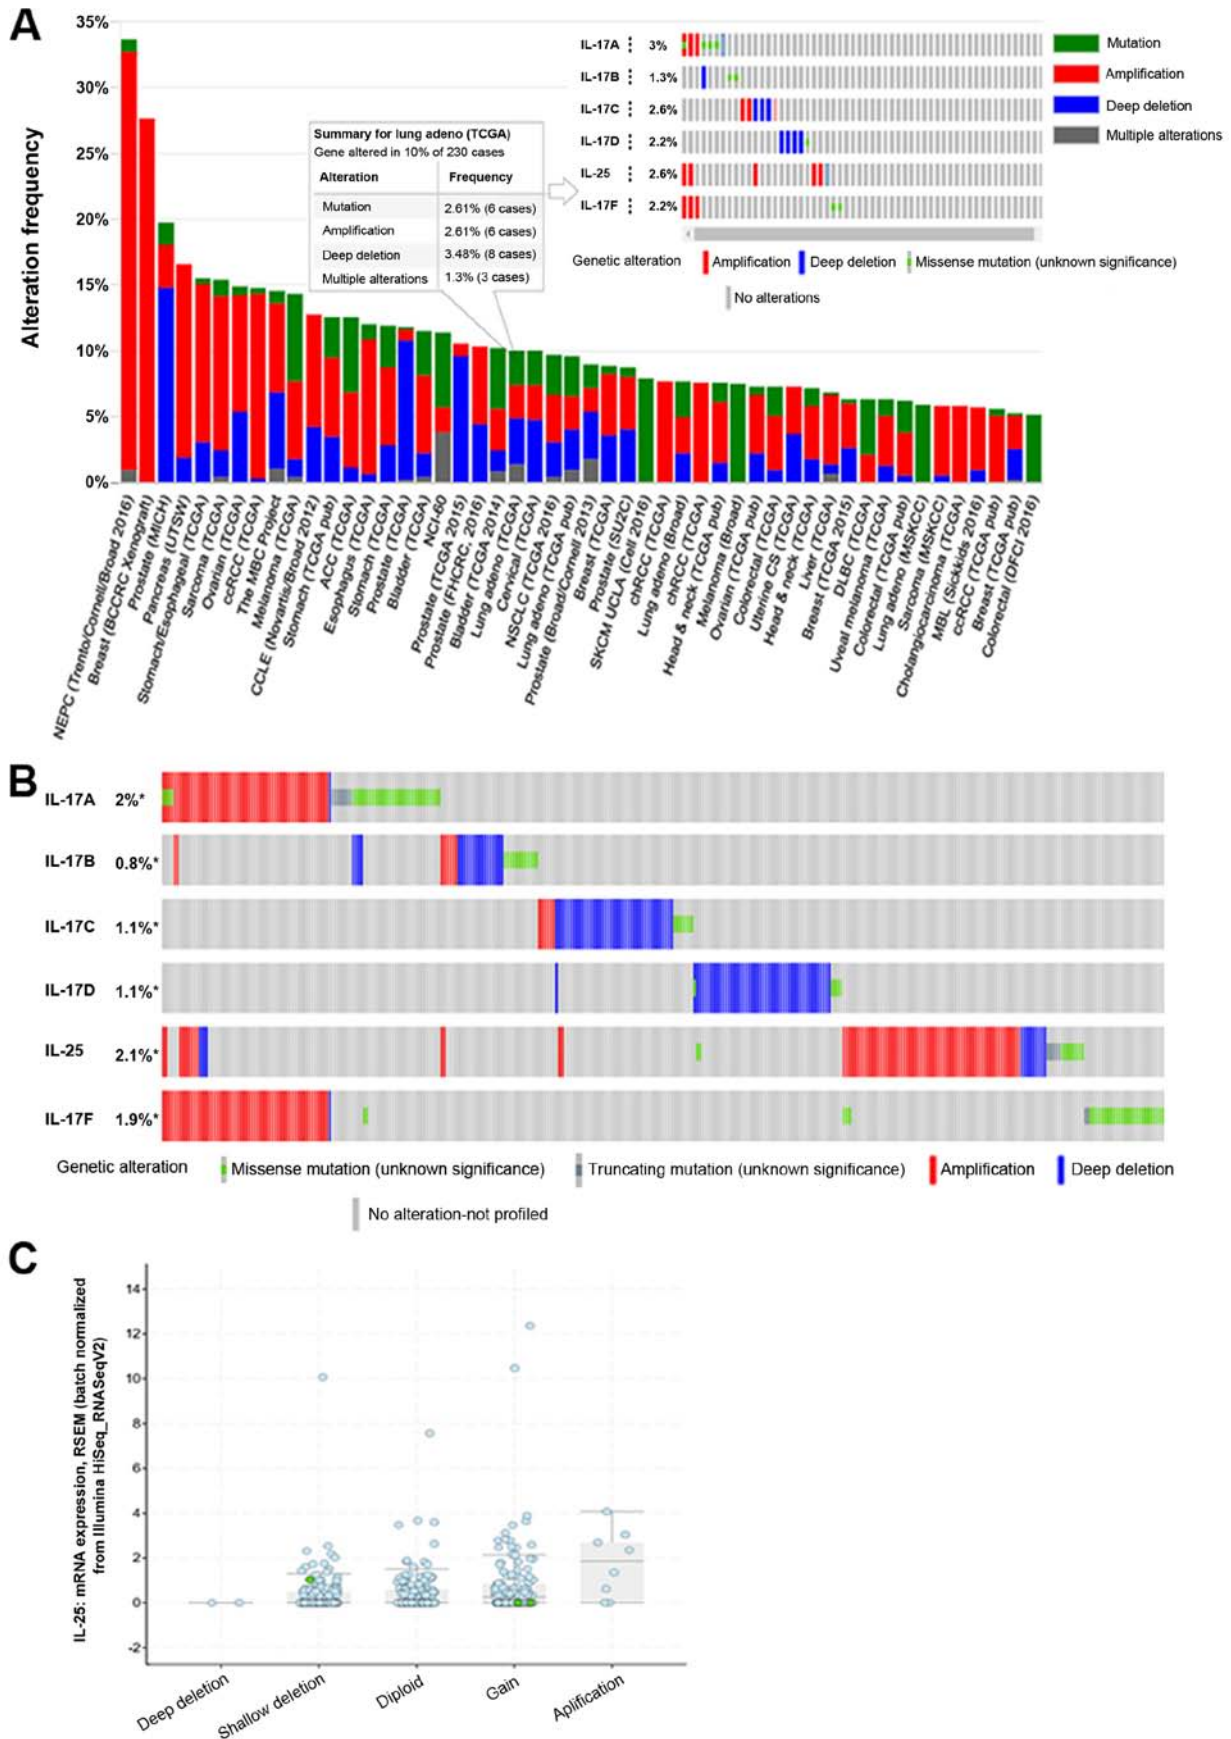 A
35%
30%
25%
20%
15%
10%
5%
0%
Alteration frequency
Summary for lung adeno (TCGA)
Gene altered in 10% of 230 cases
Alteration Frequency
Mutation 2.61% (6 cases)
Amplification 2.61% (6 cases)
Deep deletion 3.48% (8 cases)
Multiple alterations 1.3% (3 cases)
IL-17A 3%
IL-17B 1.3%
IL-17C 2.6%
IL-17D 2.2%
IL-25 2.6%
IL-17F 2.2%
Genetic alteration Amplification Deep deletion Missense mutation (unknown significance)
No alterations
Mutation
Amplification
Deep deletion
Multiple alterations
NEPC (Trento/Cornell/Broad 2016)
Breast (BCCRC Xenograft)
Prostate (MICH)
Pancreas (UTSW)
Stomach/Esophageal (TCGA)
Sarcoma (TCGA)
Ovarian (TCGA)
ccRCC (TCGA)
The MBC Project
Melanoma (TCGA)
CCLE (Novartis/Broad 2012)
Stomach (TCGA pub)
ACC (TCGA)
Esophagus (TCGA)
Stomach (TCGA)
Prostate (TCGA)
Bladder (TCGA)
NCI-60
Prostate (TCGA 2015)
Prostate (FHCRC, 2016)
Bladder (TCGA 2014)
Lung adeno (TCGA)
Cervical (TCGA)
NSCLC (TCGA 2016)
Lung adeno (TCGA pub)
Prostate (Broad/Cornell 2013)
Breast (TCGA)
Prostate (SU2C)
SKCM UCLA (Cell 2016)
chRCC (TCGA)
Lung adeno (Broad)
chRCC (TCGA)
Head & neck (TCGA pub)
Melanoma (Broad)
Ovarian (TCGA pub)
Colorectal (TCGA)
Uterine CS (TCGA)
Head & neck (TCGA)
Liver (TCGA)
Breast (TCGA 2015)
DLBC (TCGA)
Uveal melanoma (TCGA)
Colorectal (TCGA pub)
Lung adeno (MSKCC)
Sarcoma (MSKCC)
Cholangiocarcinoma (TCGA)
MBL (Sickkids 2016)
ccRCC (TCGA pub)
Breast (TCGA pub)
Colorectal (DFCI 2016)
B
IL-17A 2%*
IL-17B 0.8%*
IL-17C 1.1%*
IL-17D 1.1%*
IL-25 2.1%*
IL-17F 1.9%*
Genetic alteration Missense mutation (unknown significance) Truncating mutation (unknown significance) Amplification Deep deletion
No alteration-not profiled
C
IL-25: mRNA expression, RSEM (batch normalized
from Illumina HiSeq_RNASeqV2)
14
12
10
8
6
4
2
0
-2
Deep deletion
Shallow deletion
Diploid
Gain
Aplification